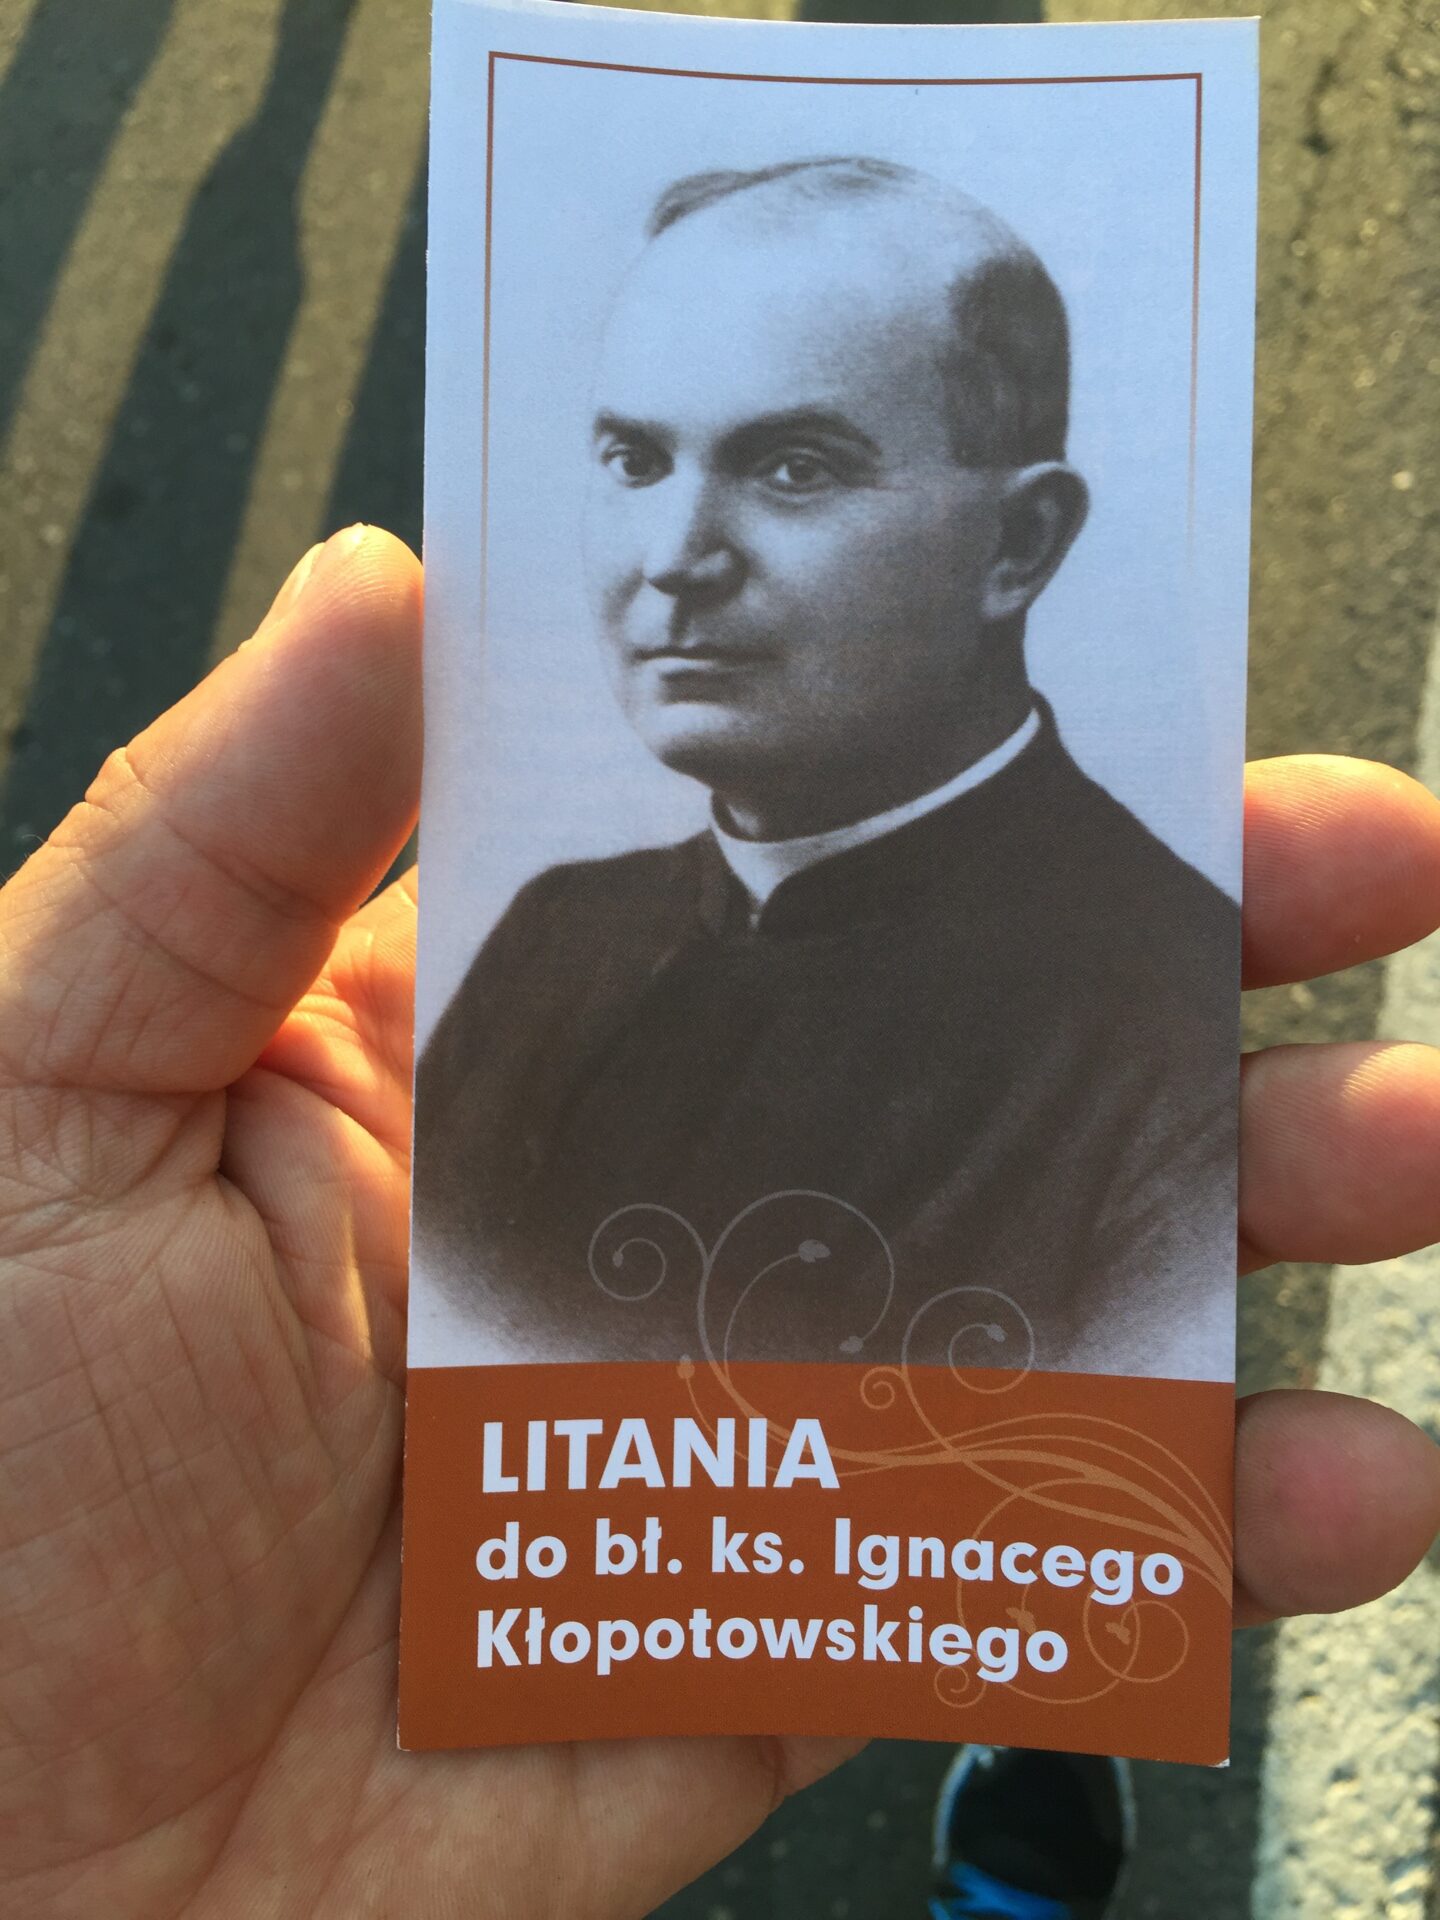 LITANIA
do bł. ks. Ignacego
Kłopotowskiego